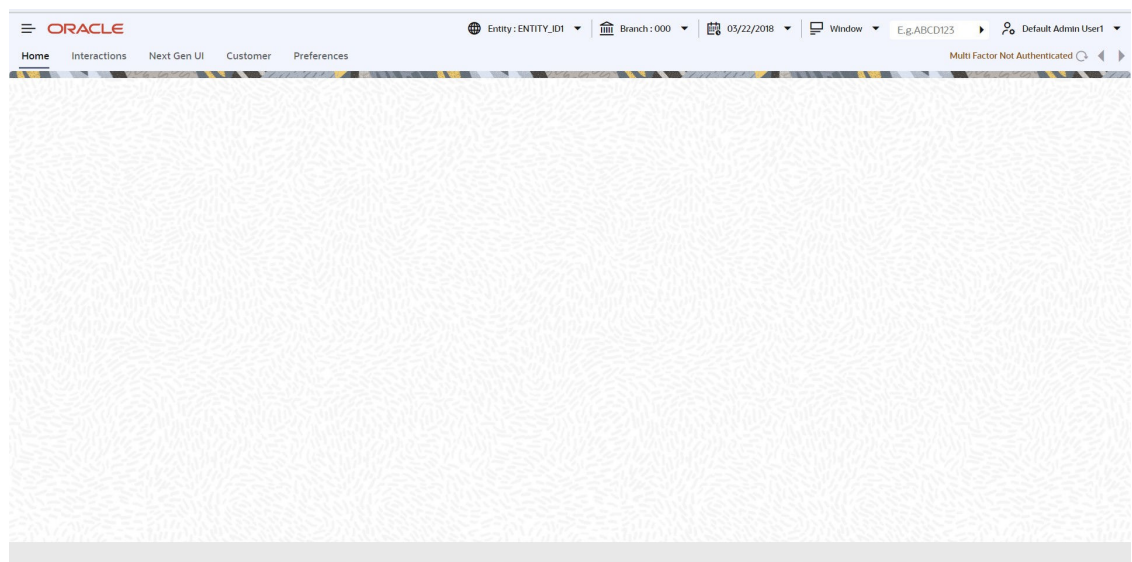 ORACLE Entity : ENTITY_ID1 Branch : 000 03/22/2018 Window E.g.ABCD123 Default Admin User1
Home Interactions Next Gen UI Customer Preferences Multi Factor Not Authenticated